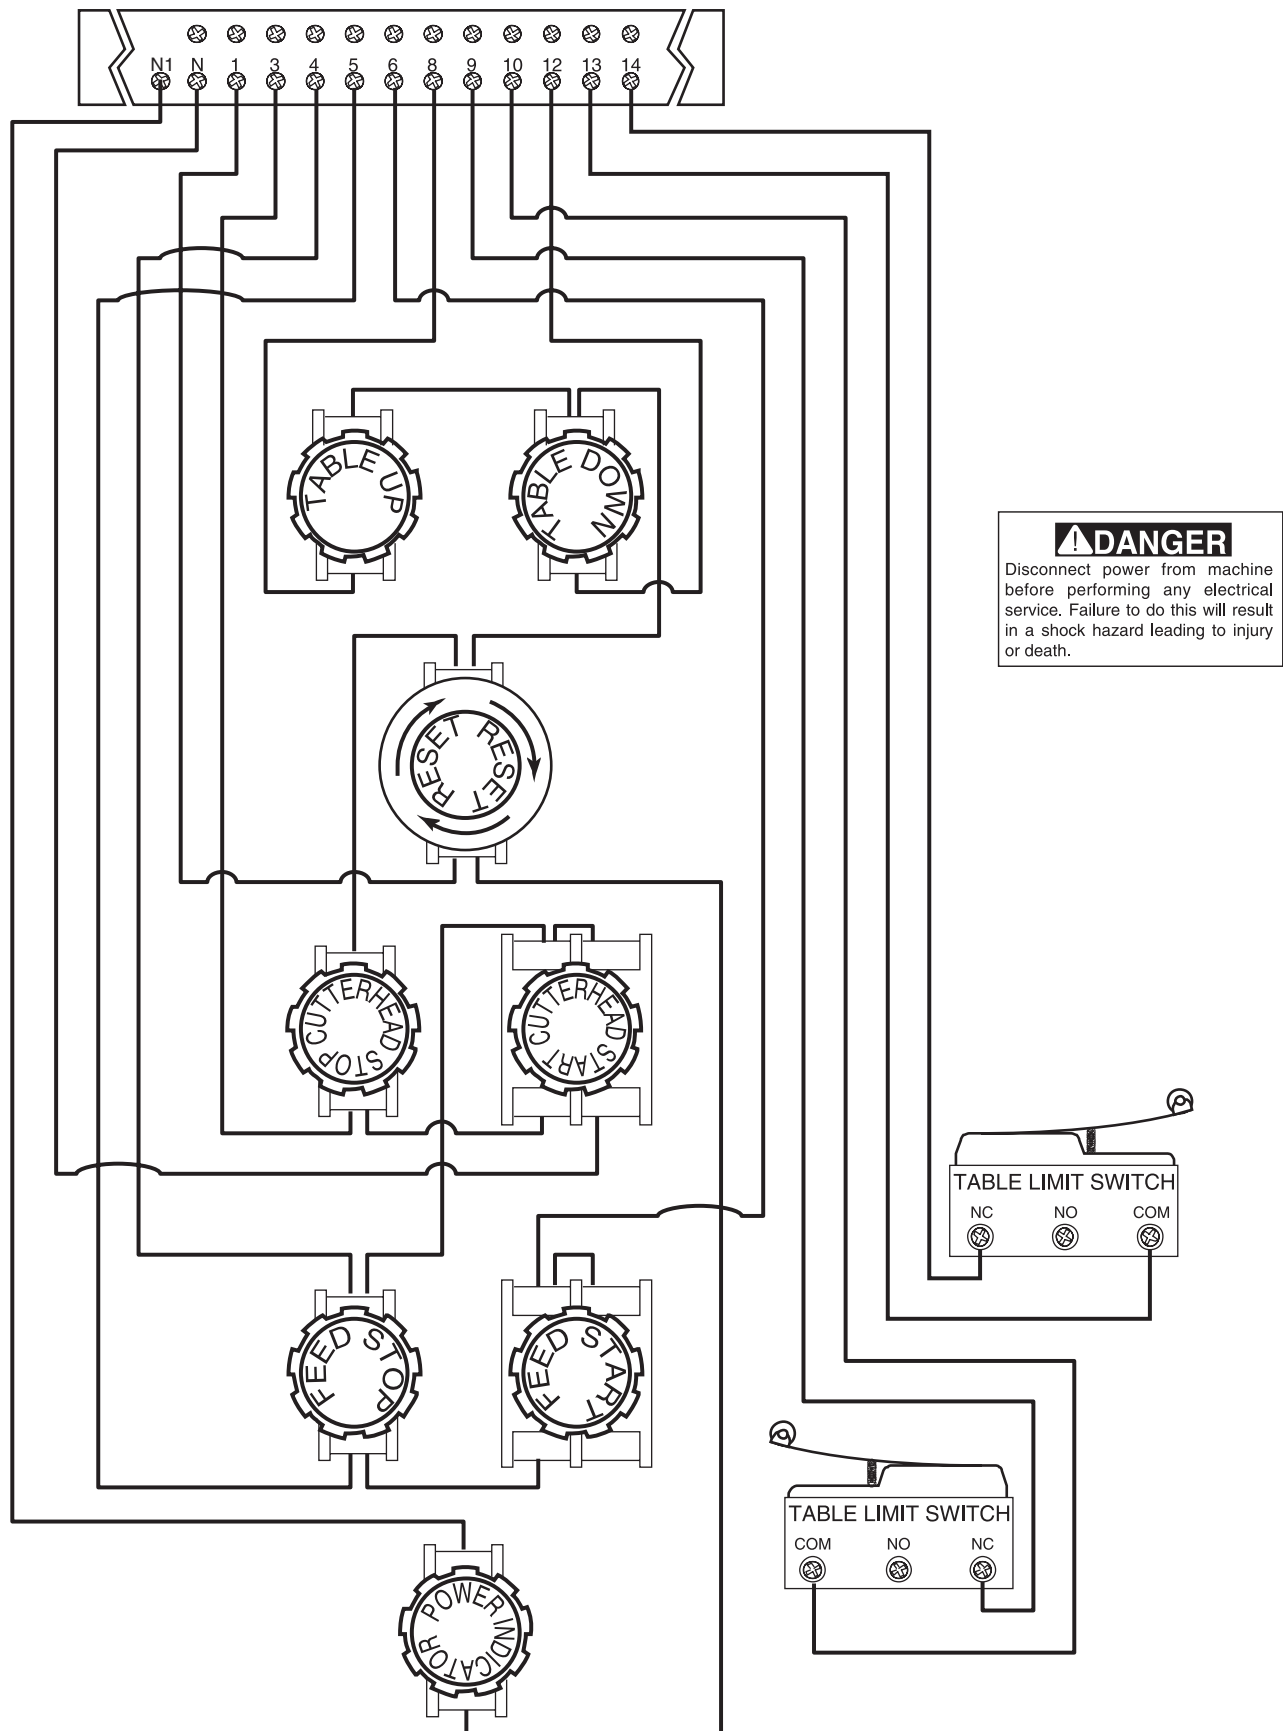 N1 N 1 3 4 5 6 8 9 10 12 13 14
TABLE UP
TABLE DOWN
DANGER
Disconnect power from machine
before performing any electrical
service. Failure to do this will result
in a shock hazard leading to injury
or death.
RESET RESET
CUTTERHEAD STOP
CUTTERHEAD START
TABLE LIMIT SWITCH
NC NO COM
FEED STOP
FEED START
TABLE LIMIT SWITCH
COM NO NC
POWER INDICATOR